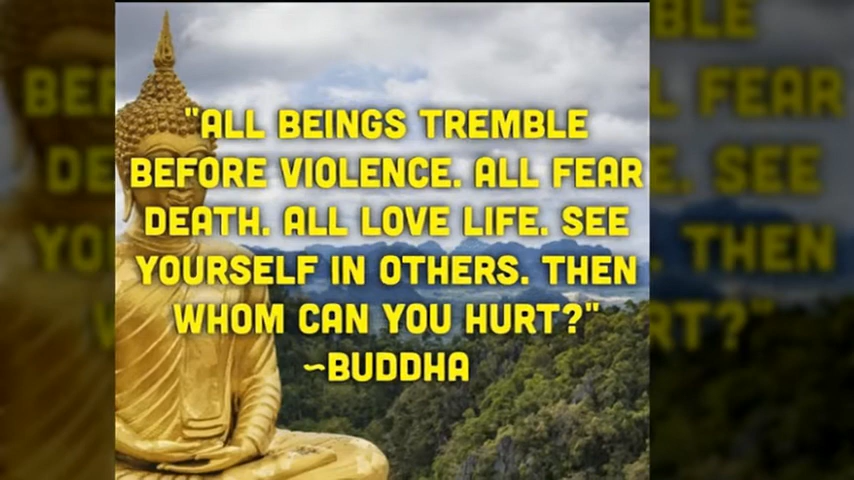 "ALL BEINGS TREMBLE
BEFORE VIOLENCE. ALL FEAR
DEATH. ALL LOVE LIFE. SEE
YOURSELF IN OTHERS. THEN
WHOM CAN YOU HURT?"
~BUDDHA